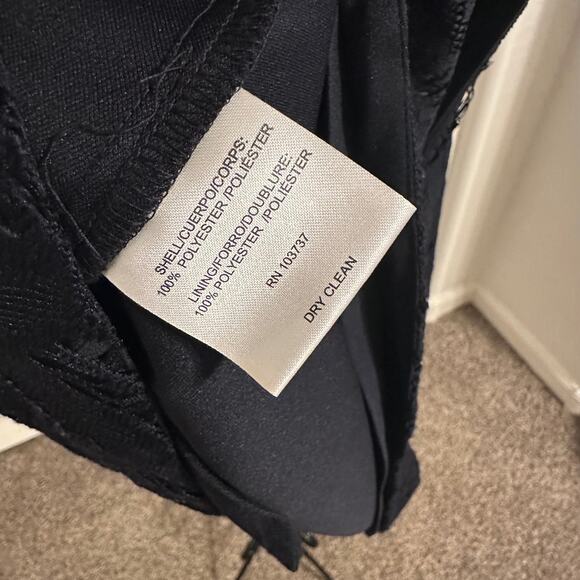 SHELL/CUERPO/CORPS:
100% POLYESTER /POLIÉSTER
LINING/FORRO/DOUBLURE:
100% POLYESTER /POLIÉSTER
RN 103737
DRY CLEAN